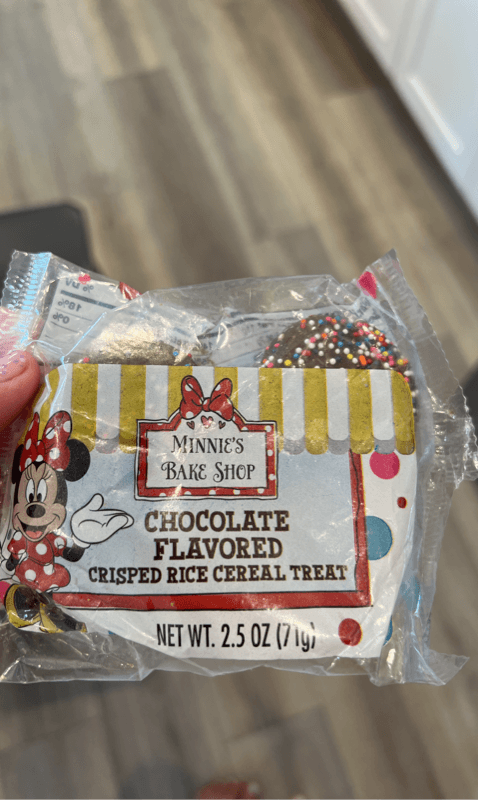 MINNIE'S
BAKE SHOP
CHOCOLATE
FLAVORED
CRISPED RICE CEREAL TREAT
NET WT. 2.5 OZ (71g)